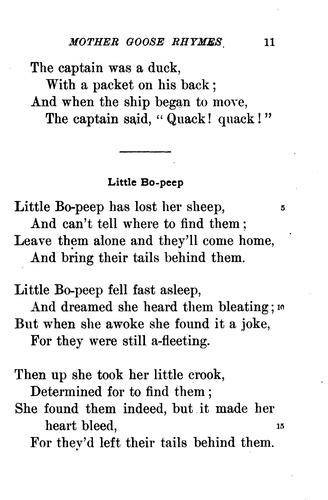 MOTHER GOOSE RHYMES 11
The captain was a duck,
With a packet on his back;
And when the ship began to move,
The captain said, "Quack! quack!"
Little Bo-peep
Little Bo-peep has lost her sheep, 5
And can't tell where to find them;
Leave them alone and they'll come home,
And bring their tails behind them.
Little Bo-peep fell fast asleep,
And dreamed she heard them bleating; 10
But when she awoke she found it a joke,
For they were still a-fleeting.
Then up she took her little crook,
Determined for to find them;
She found them indeed, but it made her
heart bleed, 15
For they'd left their tails behind them.